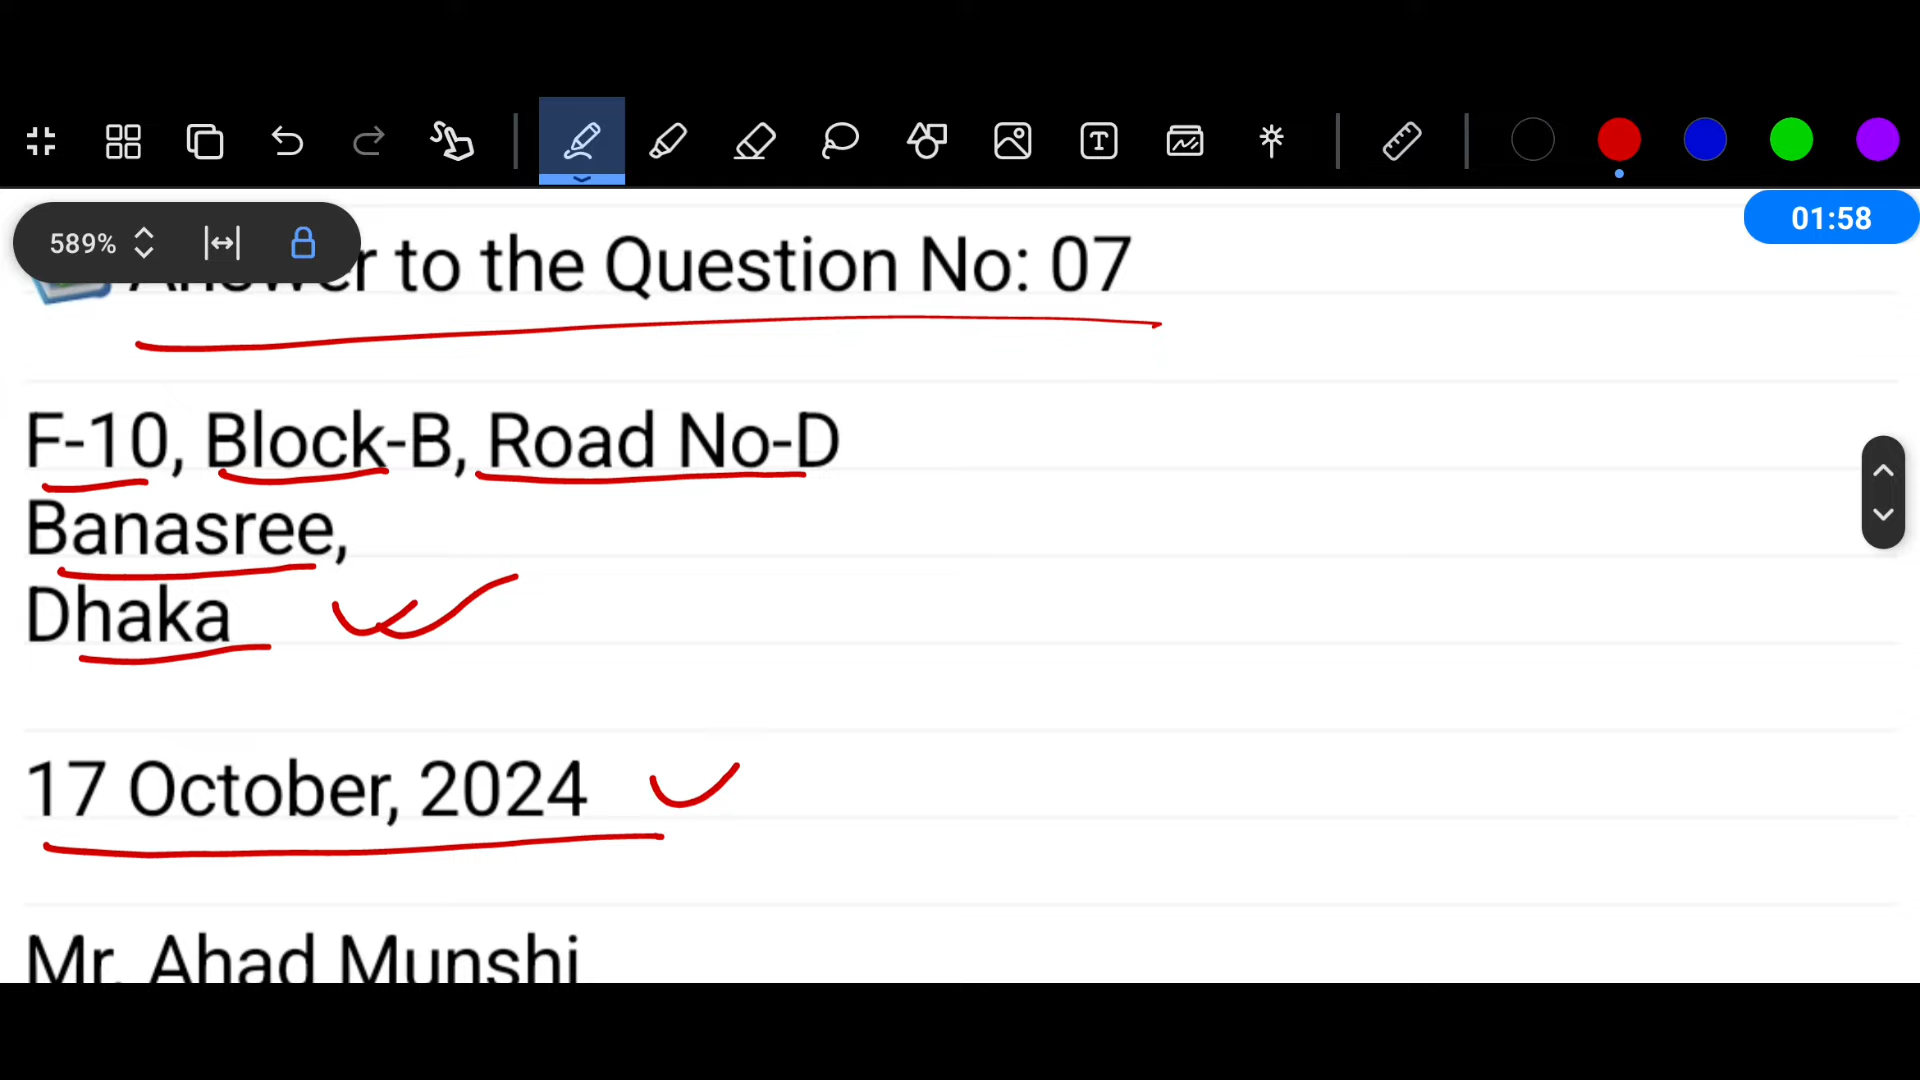 01:58
589%
Answer to the Question No: 07
F-10, Block-B, Road No-D
Banasree,
Dhaka
17 October, 2024
Mr. Ahad Munshi